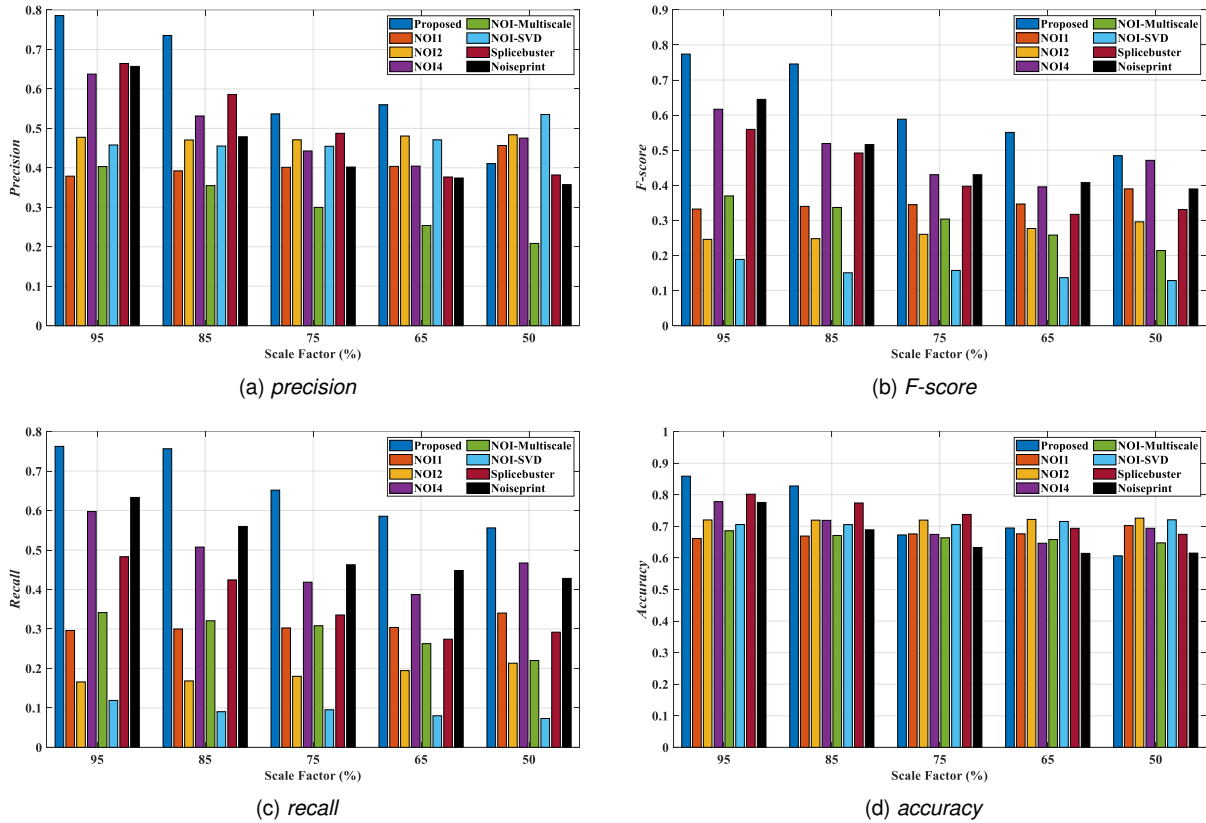 0.8
0.7
0.6
0.5
0.4
0.3
0.2
0.1
0
Precision
Proposed
NOI1
NOI2
NOI4
NOI-Multiscale
NOI-SVD
Splicebuster
Noiseprint
95 85 75 65 50
Scale Factor (%)
(a) precision
0.9
0.8
0.7
0.6
0.5
0.4
0.3
0.2
0.1
0
F-score
Proposed
NOI1
NOI2
NOI4
NOI-Multiscale
NOI-SVD
Splicebuster
Noiseprint
95 85 75 65 50
Scale Factor (%)
(b) F-score
0.8
0.7
0.6
0.5
0.4
0.3
0.2
0.1
0
Recall
Proposed
NOI1
NOI2
NOI4
NOI-Multiscale
NOI-SVD
Splicebuster
Noiseprint
95 85 75 65 50
Scale Factor (%)
(c) recall
1
0.9
0.8
0.7
0.6
0.5
0.4
0.3
0.2
0.1
0
Accuracy
Proposed
NOI1
NOI2
NOI4
NOI-Multiscale
NOI-SVD
Splicebuster
Noiseprint
95 85 75 65 50
Scale Factor (%)
(d) accuracy